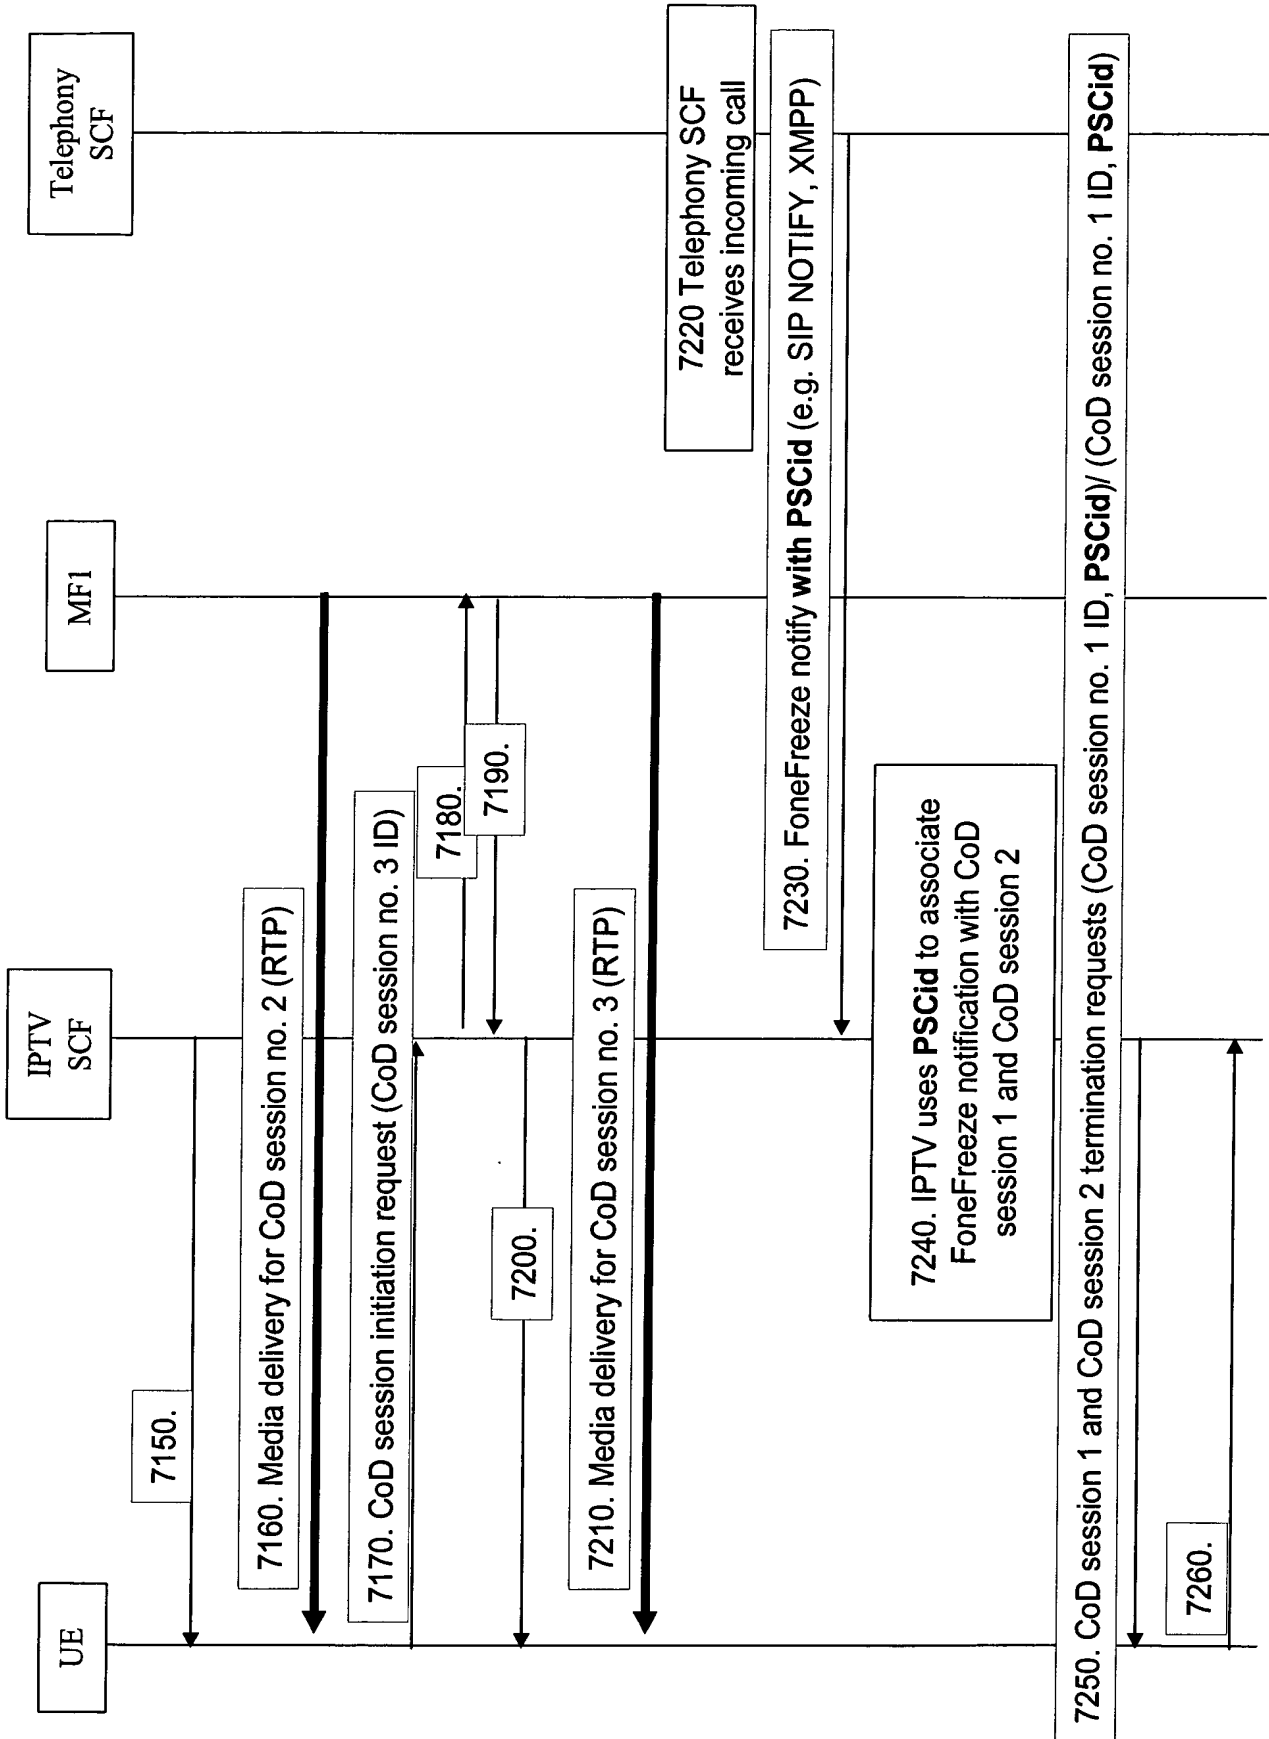 UE
IPTV
SCF
MF1
Telephony
SCF
7150.
7160. Media delivery for CoD session no. 2 (RTP)
7170. CoD session initiation request (CoD session no. 3 ID)
7180.
7190.
7200.
7210. Media delivery for CoD session no. 3 (RTP)
7220 Telephony SCF
receives incoming call
7230. FoneFreeze notify with PSCid (e.g. SIP NOTIFY, XMPP)
7240. IPTV uses PSCid to associate
FoneFreeze notification with CoD
session 1 and CoD session 2
7250. CoD session 1 and CoD session 2 termination requests (CoD session no. 1 ID, PSCid)/ (CoD session no. 1 ID, PSCid)
7260.